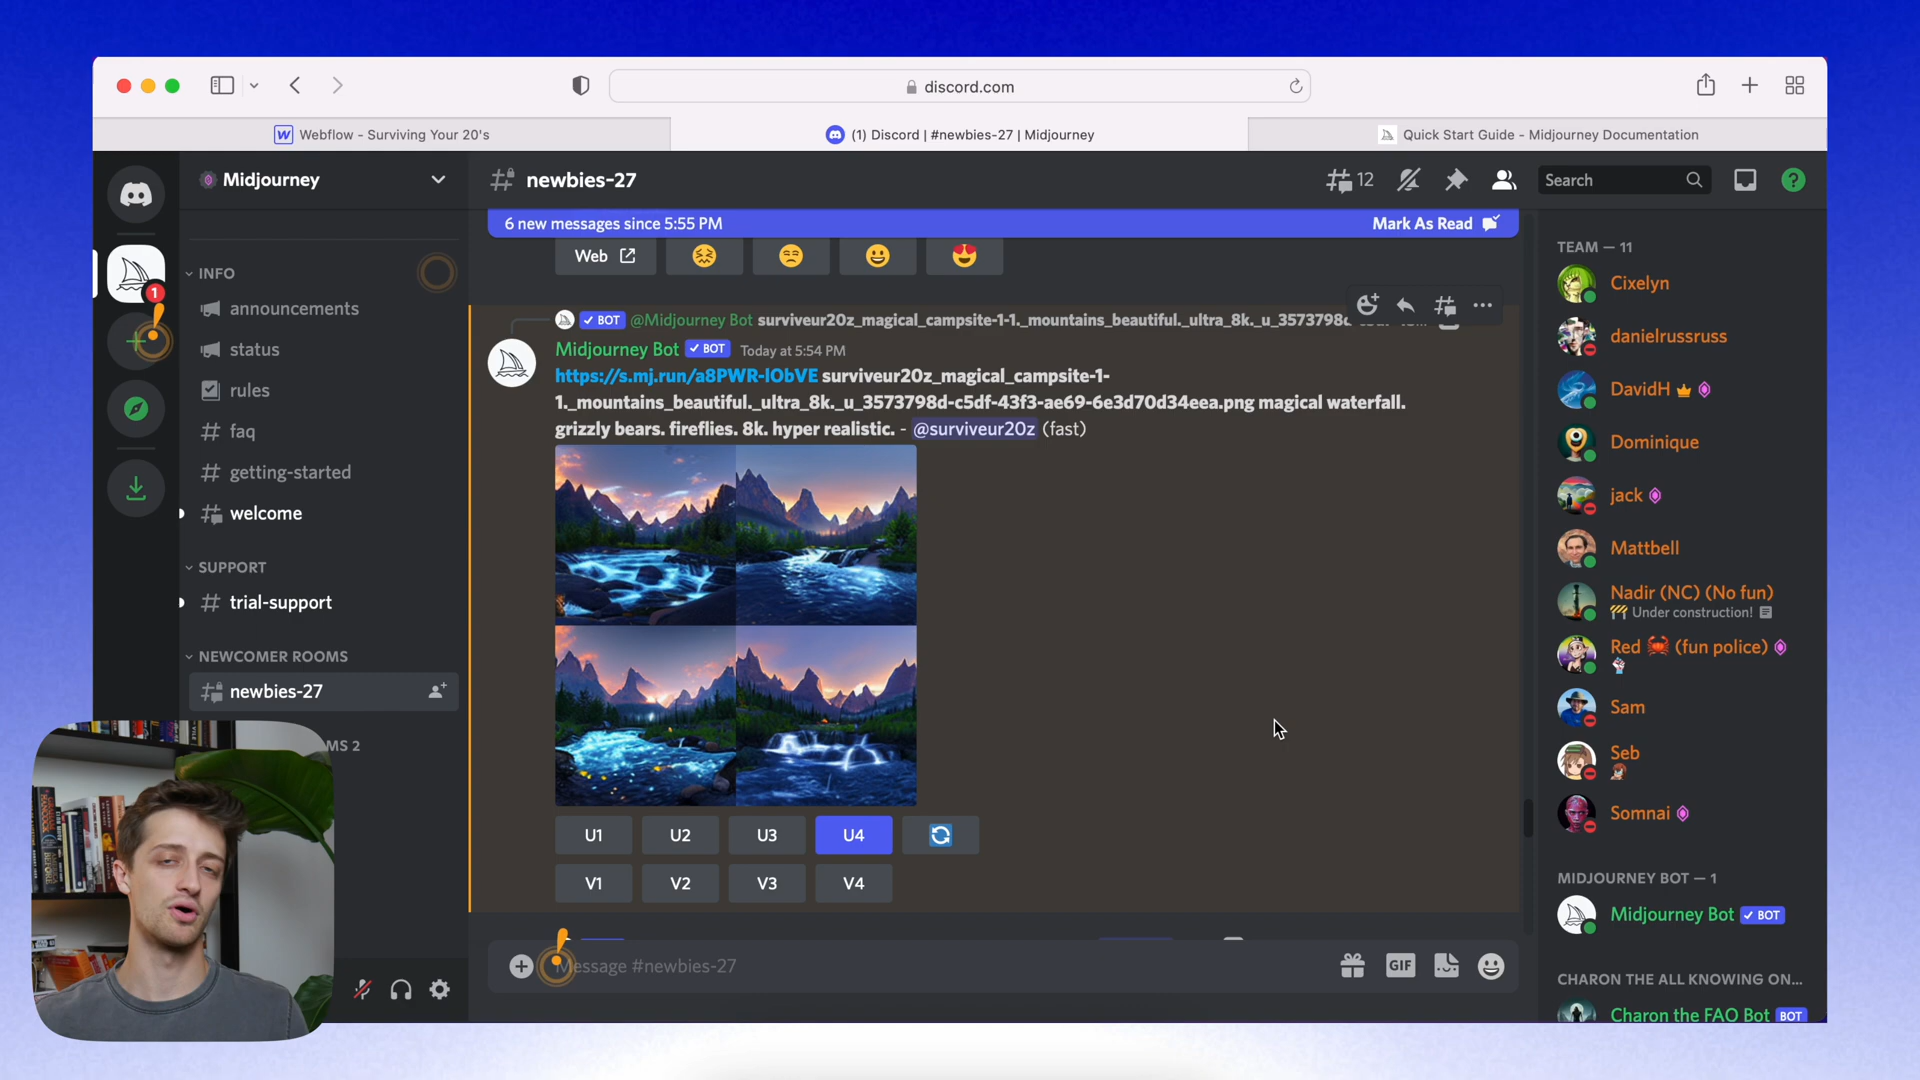 discord.com
W Webflow - Surviving Your 20's
(1) Discord | #newbies-27 | Midjourney
Quick Start Guide - Midjourney Documentation
Midjourney
newbies-27
12
Search
?
6 new messages since 5:55 PM
Mark As Read
Web
1
INFO
announcements
status
rules
faq
getting-started
welcome
SUPPORT
trial-support
NEWCOMER ROOMS
newbies-27
MS 2
BOT @Midjourney Bot surviveur20z_magical_campsite-1-1._mountains_beautiful._ultra_8k._u_3573798d
Midjourney Bot BOT Today at 5:54 PM
https://s.mj.run/a8PWR-lObVE surviveur20z_magical_campsite-1-
1._mountains_beautiful._ultra_8k._u_3573798d-c5df-43f3-ae69-6e3d70d34eea.png magical waterfall.
grizzly bears. fireflies. 8k. hyper realistic. - @surviveur20z (fast)
U1 U2 U3 U4
V1 V2 V3 V4
Message #newbies-27
GIF
TEAM — 11
Cixelyn
danielrussruss
DavidH
Dominique
jack
Mattbell
Nadir (NC) (No fun)
Under construction!
Red (fun police)
Sam
Seb
Somnai
MIDJOURNEY BOT — 1
Midjourney Bot BOT
CHARON THE ALL KNOWING ON...
Charon the FAQ Bot BOT